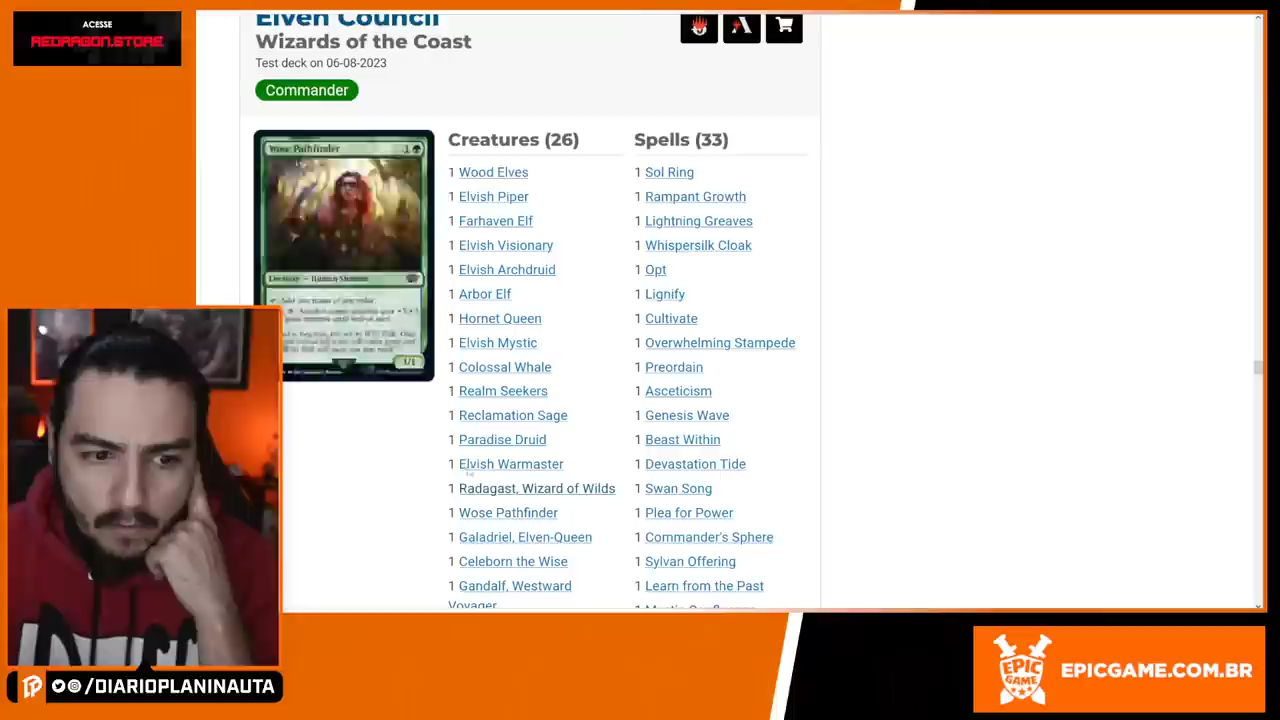 ACESSE
REDRAGON.STORE
Elven Council
Wizards of the Coast
Test deck on 06-08-2023
Commander
Wose Pathfinder 1
Creatures (26)
1 Wood Elves
1 Elvish Piper
1 Farhaven Elf
1 Elvish Visionary
1 Elvish Archdruid
1 Arbor Elf
1 Hornet Queen
1 Elvish Mystic
1 Colossal Whale
1 Realm Seekers
1 Reclamation Sage
1 Paradise Druid
1 Elvish Warmaster
1 Radagast, Wizard of Wilds
1 Wose Pathfinder
1 Galadriel, Elven-Queen
1 Celeborn the Wise
1 Gandalf, Westward
Voyager
Spells (33)
1 Sol Ring
1 Rampant Growth
1 Lightning Greaves
1 Whispersilk Cloak
1 Opt
1 Lignify
1 Cultivate
1 Overwhelming Stampede
1 Preordain
1 Asceticism
1 Genesis Wave
1 Beast Within
1 Devastation Tide
1 Swan Song
1 Plea for Power
1 Commander's Sphere
1 Sylvan Offering
1 Learn from the Past
1/1
/DIARIOPLANINAUTA
EPIC
GAME
EPICGAME.COM.BR